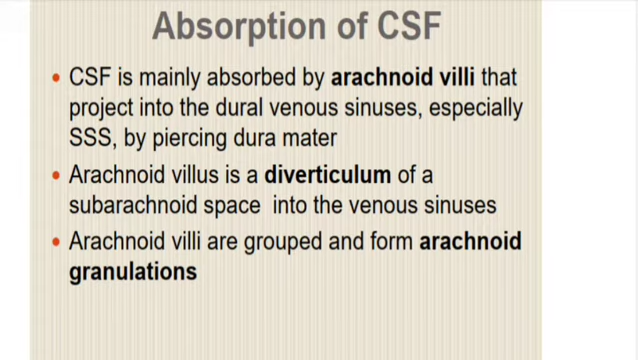 Absorption of CSF
• CSF is mainly absorbed by arachnoid villi that
project into the dural venous sinuses, especially
SSS, by piercing dura mater
• Arachnoid villus is a diverticulum of a
subarachnoid space into the venous sinuses
• Arachnoid villi are grouped and form arachnoid
granulations